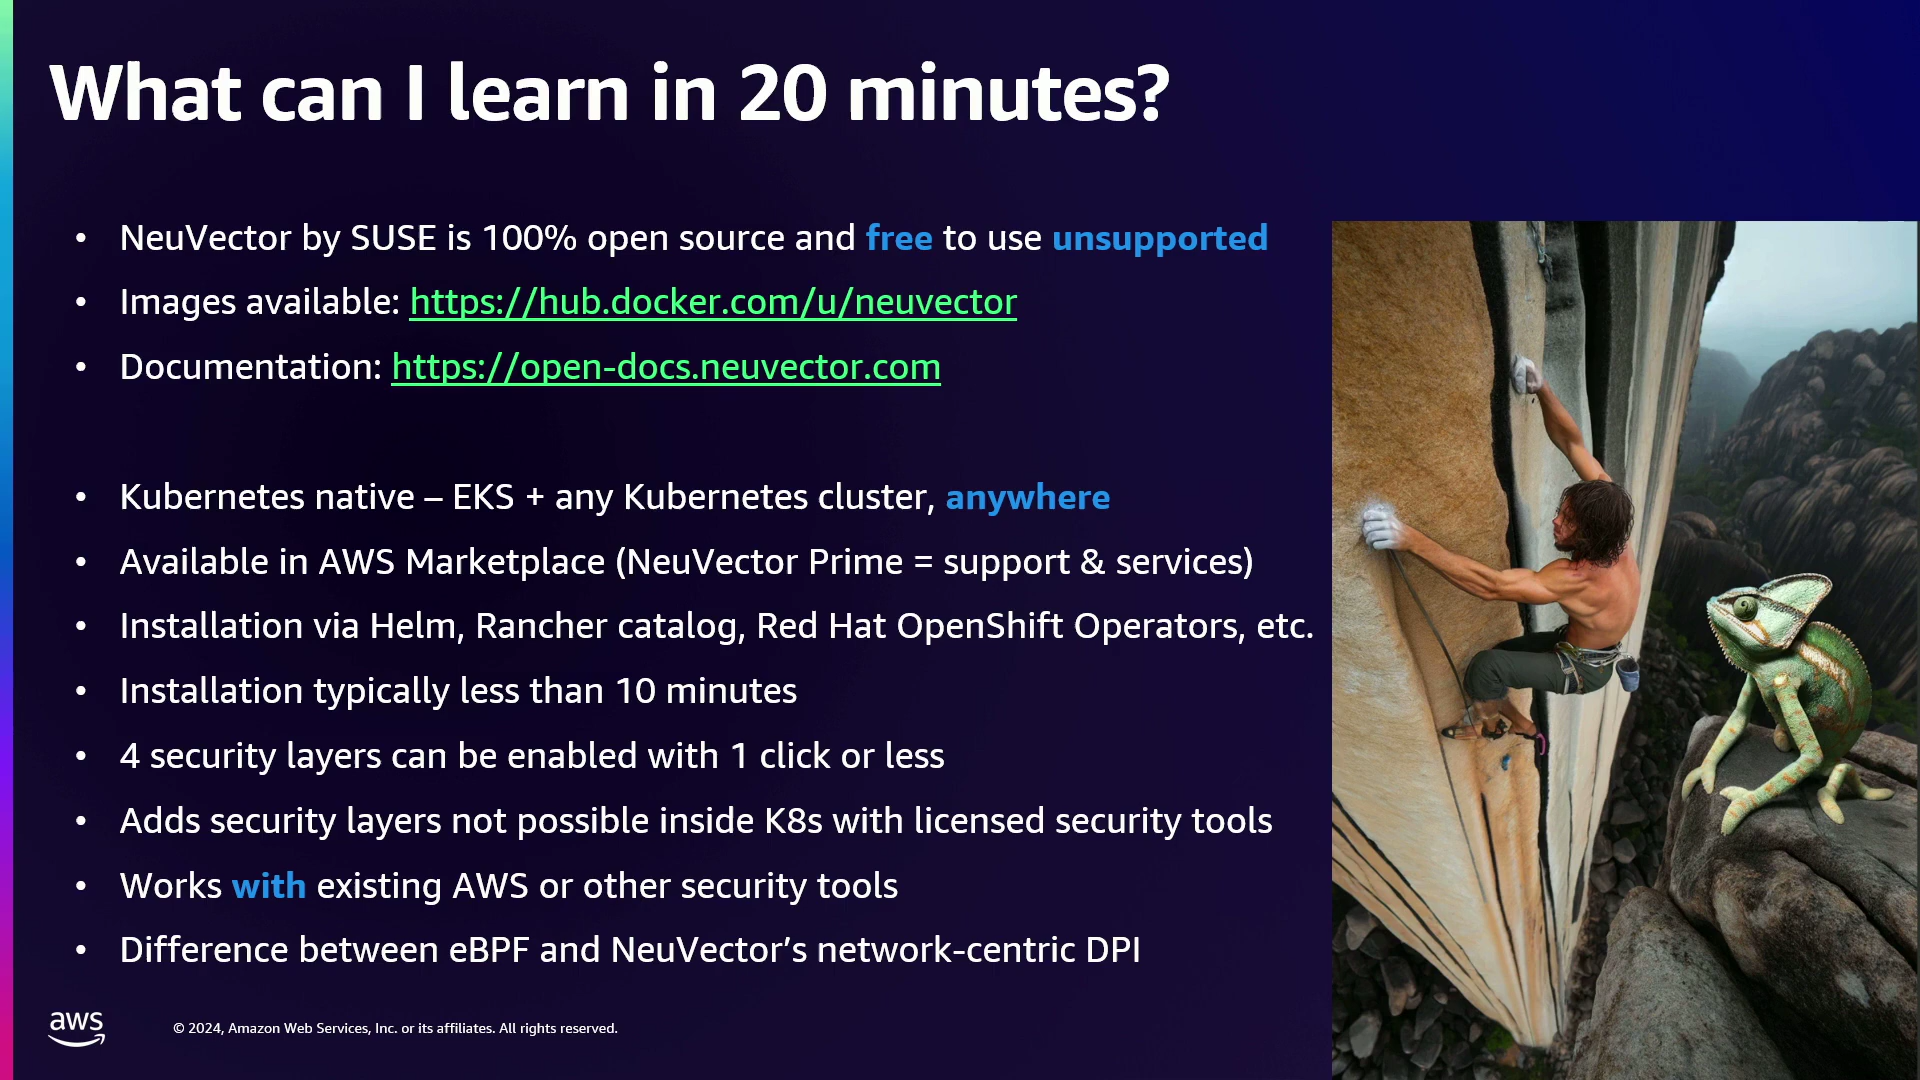 What can I learn in 20 minutes?
• NeuVector by SUSE is 100% open source and free to use unsupported
• Images available: https://hub.docker.com/u/neuvector
• Documentation: https://open-docs.neuvector.com
• Kubernetes native – EKS + any Kubernetes cluster, anywhere
• Available in AWS Marketplace (NeuVector Prime = support & services)
• Installation via Helm, Rancher catalog, Red Hat OpenShift Operators, etc.
• Installation typically less than 10 minutes
• 4 security layers can be enabled with 1 click or less
• Adds security layers not possible inside K8s with licensed security tools
• Works with existing AWS or other security tools
• Difference between eBPF and NeuVector’s network-centric DPI
aws
© 2024, Amazon Web Services, Inc. or its affiliates. All rights reserved.